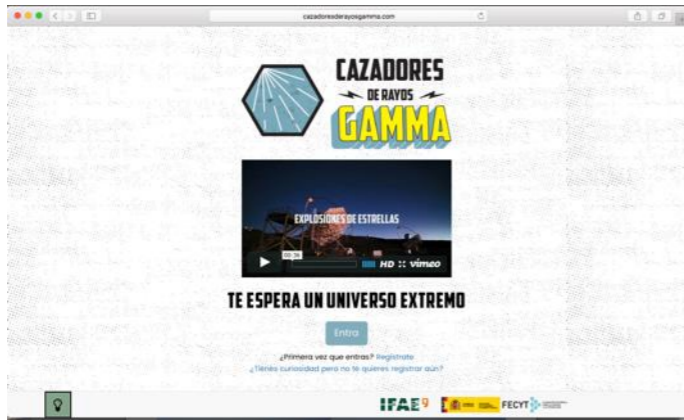 cazadoresderayosgamma.com
CAZADORES
DE RAYOS
GAMMA
EXPLOSIONES DE ESTRELLAS
00:36
HD vimeo
TE ESPERA UN UNIVERSO EXTREMO
Entra
¿Primera vez que entras? Regístrate
¿Tienes curiosidad pero no te quieres registrar aún?
IFAE9 FECYT